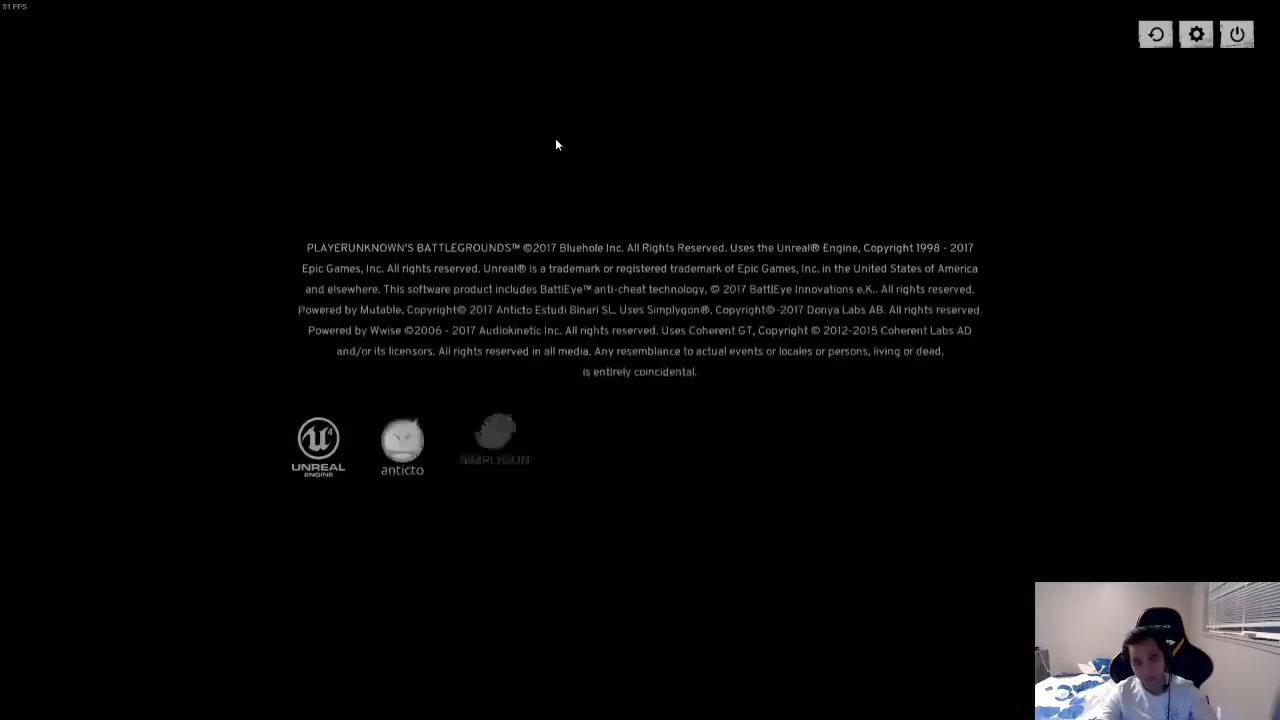 81 FPS
PLAYERUNKNOWN'S BATTLEGROUNDS™ ©2017 Bluehole Inc. All Rights Reserved. Uses the Unreal® Engine, Copyright 1998 - 2017
Epic Games, Inc. All rights reserved. Unreal® is a trademark or registered trademark of Epic Games, Inc. in the United States of America
and elsewhere. This software product includes BattlEye™ anti-cheat technology, © 2017 BattlEye Innovations e.K.. All rights reserved.
Powered by Mutable, Copyright© 2017 Anticto Estudi Binari SL. Uses Simplygon®, Copyright©-2017 Donya Labs AB. All rights reserved.
Powered by Wwise ©2006 - 2017 Audiokinetic Inc. All rights reserved. Uses Coherent GT, Copyright © 2012-2015 Coherent Labs AD
and/or its licensors. All rights reserved in all media. Any resemblance to actual events or locales or persons, living or dead,
is entirely coincidental.
UNREAL
ENGINE
anticto
SIMPLYGON